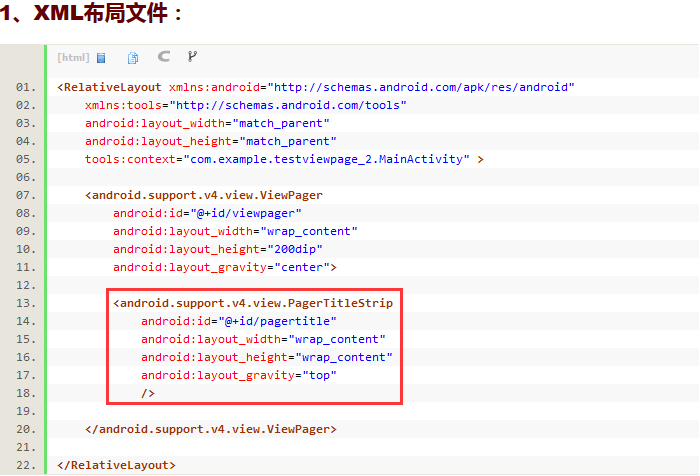 1、XML布局文件：
[html]
01. <RelativeLayout xmlns:android="http://schemas.android.com/apk/res/android"
02.     xmlns:tools="http://schemas.android.com/tools"
03.     android:layout_width="match_parent"
04.     android:layout_height="match_parent"
05.     tools:context="com.example.testviewpage_2.MainActivity" >
06.
07.     <android.support.v4.view.ViewPager
08.         android:id="@+id/viewpager"
09.         android:layout_width="wrap_content"
10.         android:layout_height="200dip"
11.         android:layout_gravity="center">
12.
13.         <android.support.v4.view.PagerTitleStrip
14.             android:id="@+id/pagertitle"
15.             android:layout_width="wrap_content"
16.             android:layout_height="wrap_content"
17.             android:layout_gravity="top"
18.             />
19.
20.     </android.support.v4.view.ViewPager>
21.
22. </RelativeLayout>